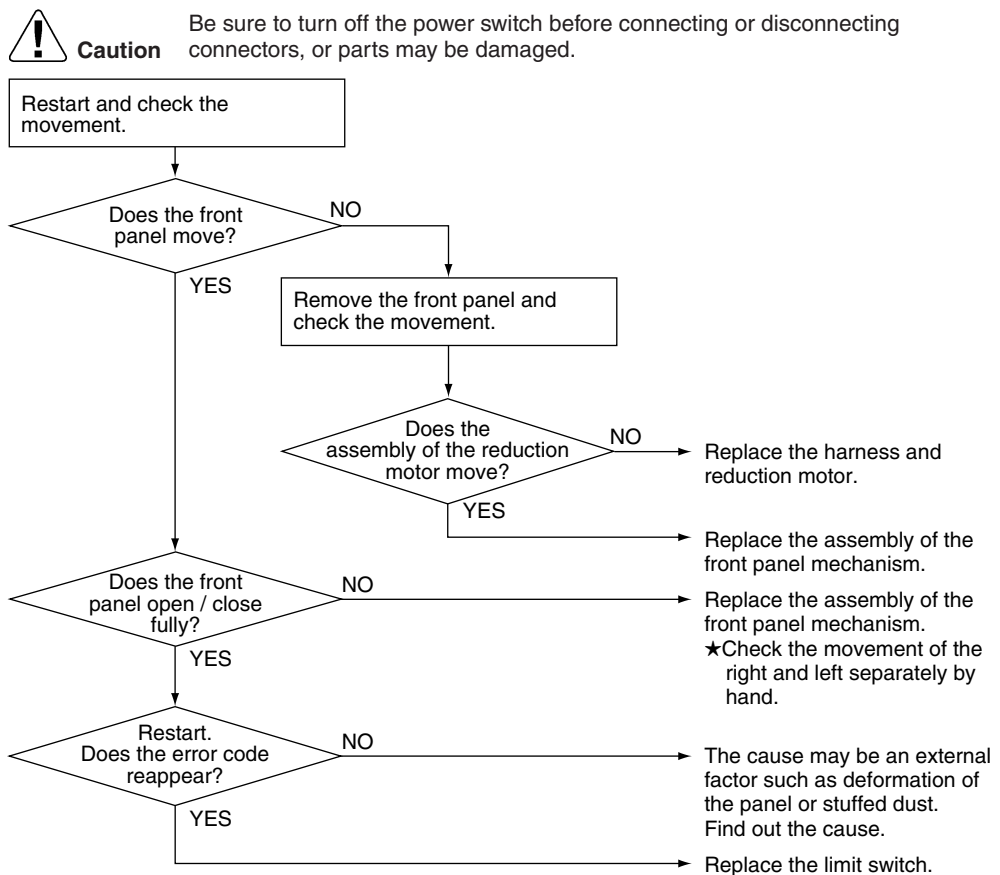 Caution
Be sure to turn off the power switch before connecting or disconnecting
connectors, or parts may be damaged.
Restart and check the
movement.
Does the front
panel move?
NO
YES
Remove the front panel and
check the movement.
Does the
assembly of the reduction
motor move?
NO
Replace the harness and
reduction motor.
YES
Replace the assembly of the
front panel mechanism.
Does the front
panel open / close
fully?
NO
Replace the assembly of the
front panel mechanism.
★Check the movement of the
right and left separately by
hand.
YES
Restart.
Does the error code
reappear?
NO
The cause may be an external
factor such as deformation of
the panel or stuffed dust.
Find out the cause.
YES
Replace the limit switch.